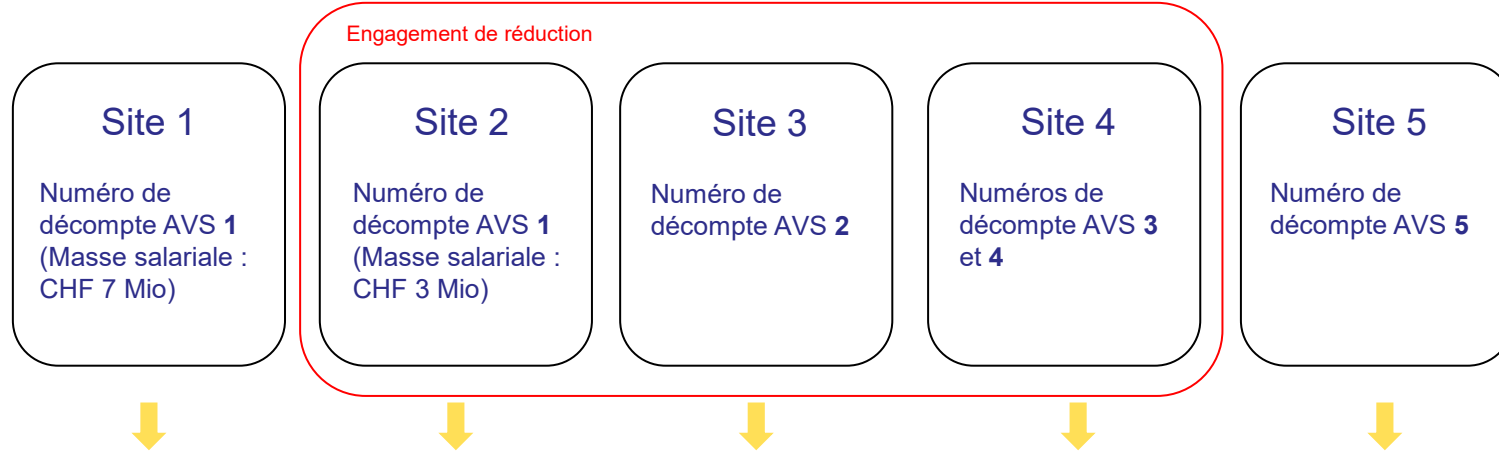 Engagement de réduction
Site 1
Numéro de
décompte AVS 1
(Masse salariale :
CHF 7 Mio)
Site 2
Numéro de
décompte AVS 1
(Masse salariale :
CHF 3 Mio)
Site 3
Numéro de
décompte AVS 2
Site 4
Numéros de
décompte AVS 3
et 4
Site 5
Numéro de
décompte AVS 5